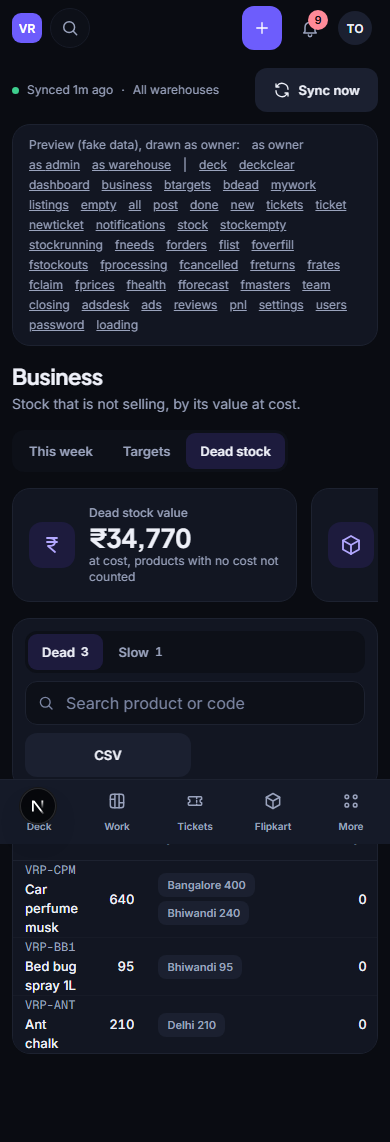 VR
9
TO
Synced 1m ago · All warehouses
Sync now
Preview (fake data), drawn as owner: as owner
as admin as warehouse | deck deckclear
dashboard business btargets bdead mywork
listings empty all post done new tickets ticket
newticket notifications stock stockempty
stockrunning fneeds forders flist foverfill
fstockouts fprocessing fcancelled freturns frates
fclaim fprices fhealth fforecast fmasters team
closing adsdesk ads reviews pnl settings users
password loading
Business
Stock that is not selling, by its value at cost.
This week Targets Dead stock
Dead stock value
₹34,770
at cost, products with no cost not
counted
Dead 3 Slow 1
Search product or code
CSV
N
Deck Work Tickets Flipkart More
VRP-CPM
Car
perfume
musk
640
Bangalore 400
Bhiwandi 240
0
VRP-BB1
Bed bug
spray 1L
95
Bhiwandi 95
0
VRP-ANT
Ant
chalk
210
Delhi 210
0